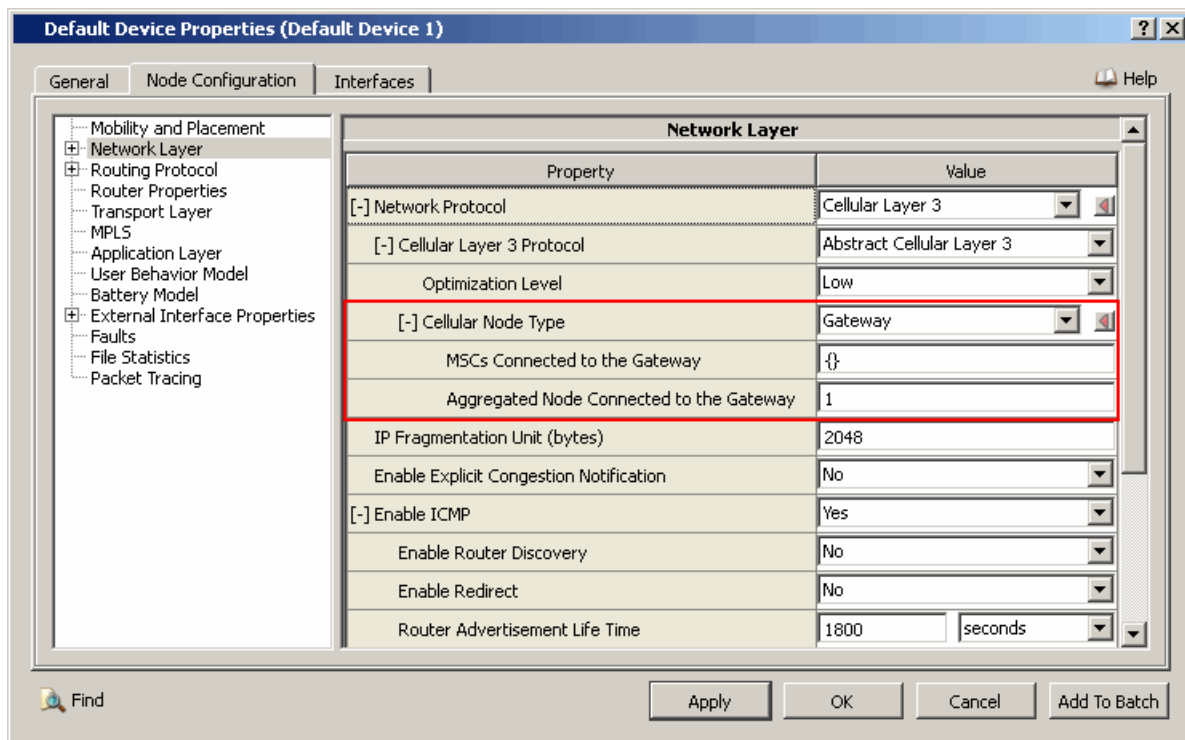 Default Device Properties (Default Device 1)
General Node Configuration Interfaces Help
Mobility and Placement
Network Layer
Routing Protocol
Router Properties
Transport Layer
MPLS
Application Layer
User Behavior Model
Battery Model
External Interface Properties
Faults
File Statistics
Packet Tracing
Network Layer
Property Value
[-] Network Protocol Cellular Layer 3
[-] Cellular Layer 3 Protocol Abstract Cellular Layer 3
Optimization Level Low
[-] Cellular Node Type Gateway
MSCs Connected to the Gateway {}
Aggregated Node Connected to the Gateway 1
IP Fragmentation Unit (bytes) 2048
Enable Explicit Congestion Notification No
[-] Enable ICMP Yes
Enable Router Discovery No
Enable Redirect No
Router Advertisement Life Time 1800 seconds
Find Apply OK Cancel Add To Batch